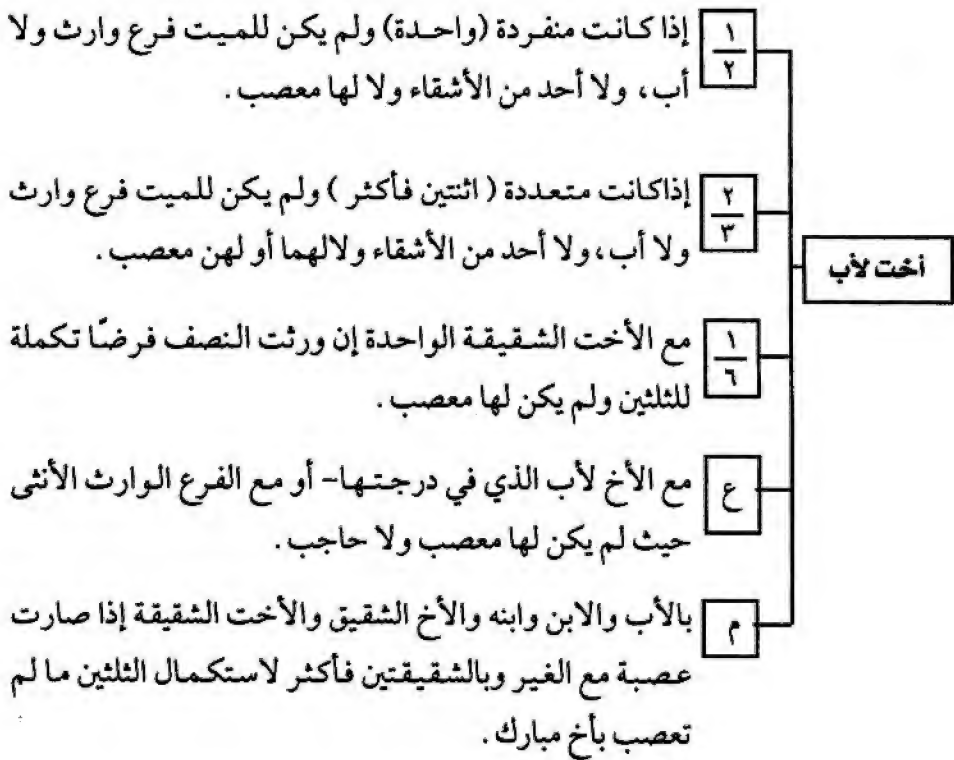 أخت لأب
١
٢
إذا كانت منفردة (واحدة) ولم يكن للميت فرع وارث ولا
أب، ولا أحد من الأشقاء ولا لها معصب.
٢
٣
إذاكانت متعددة ( اثنتين فأكثر ) ولم يكن للميت فرع وارث
ولا أب، ولا أحد من الأشقاء ولالهما أو لهن معصب.
١
٦
مع الأخت الشقيقة الواحدة إن ورثت النصف فرضًا تكملة
للثلثين ولم يكن لها معصب.
ع
مع الأخ لأب الذي في درجتها- أو مع الفرع الوارث الأنثى
حيث لم يكن لها معصب ولا حاجب.
م
بالأب والابن وابنه والأخ الشقيق والأخت الشقيقة إذا صارت
عصبة مع الغير وبالشقيقتين فأكثر لاستكمال الثلثين ما لم
تعصب بأخ مبارك.